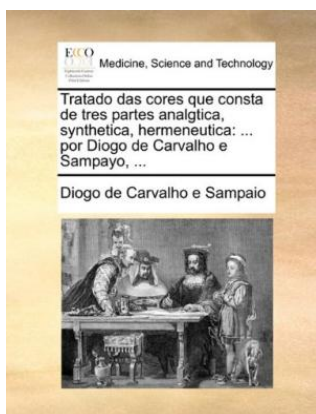 ECCO
Medicine, Science and Technology
Tratado das cores que consta
de tres partes analgtica,
synthetica, hermeneutica: ...
por Diogo de Carvalho e
Sampayo, ...
Diogo de Carvalho e Sampaio